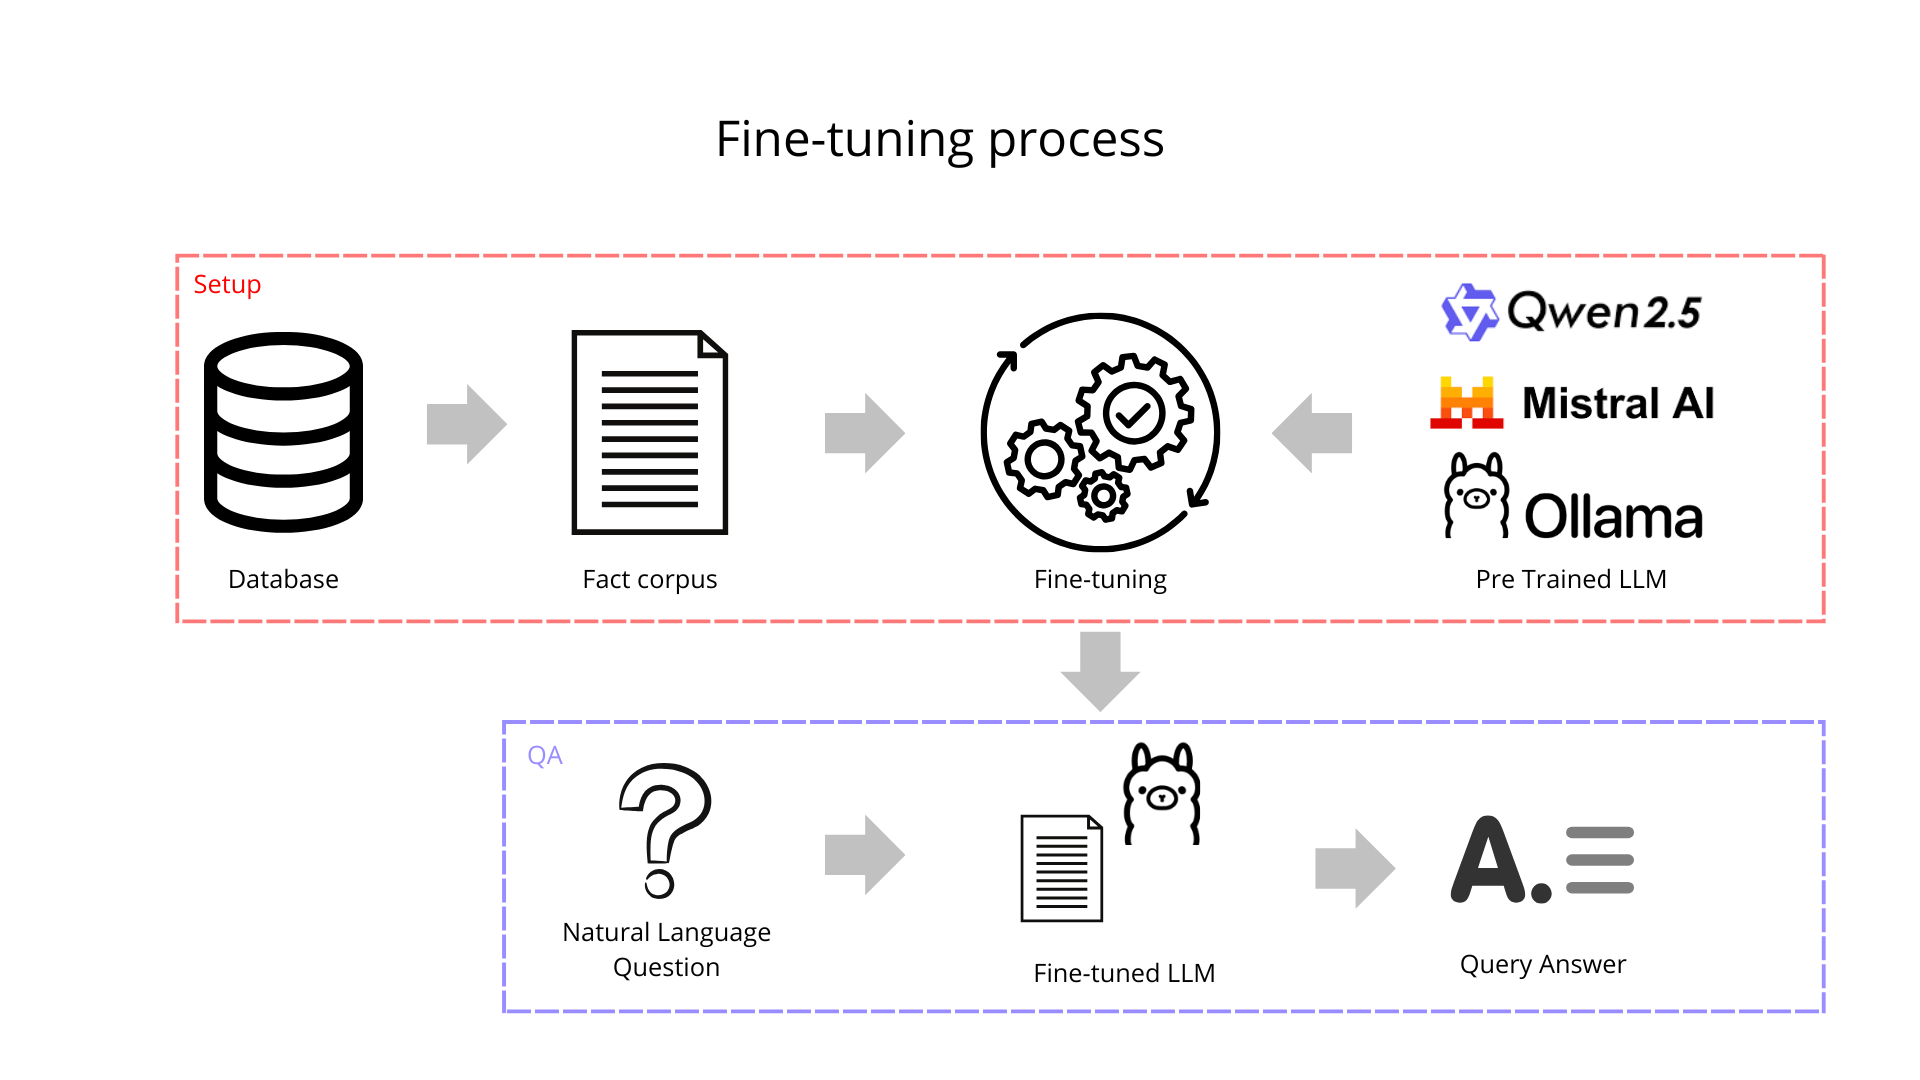 Fine-tuning process
Setup
Qwen2.5
Mistral AI
Ollama
Database
Fact corpus
Fine-tuning
Pre Trained LLM
QA
A.
Natural Language
Question
Fine-tuned LLM
Query Answer